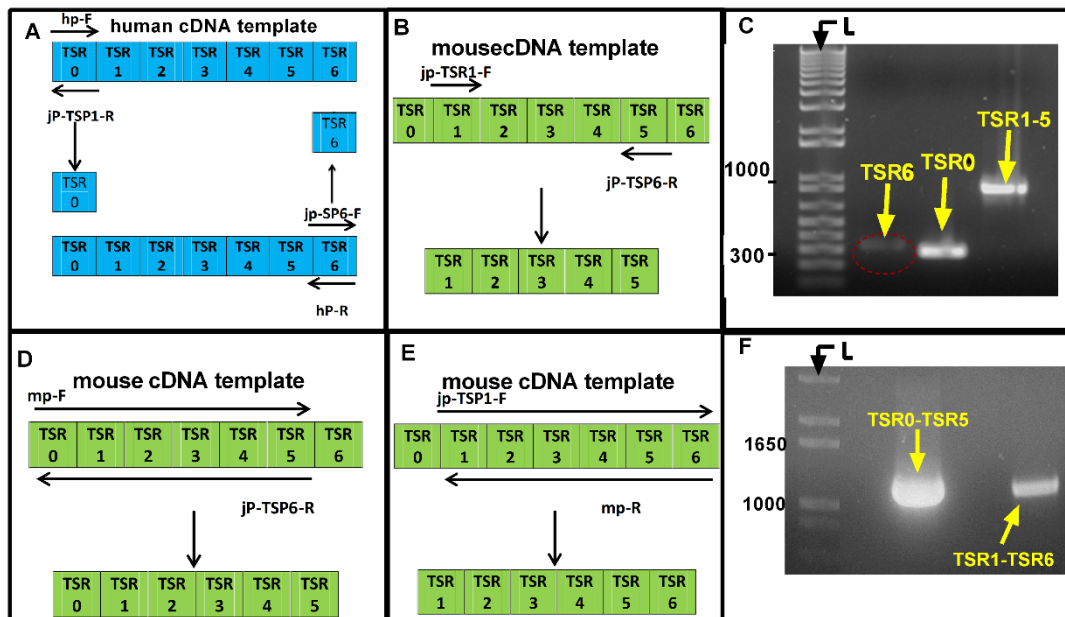 A
hp-F
human cDNA template
TSR TSR TSR TSR TSR TSR TSR
0 1 2 3 4 5 6
jP-TSP1-R
TSR
6
TSR
0
jp-SP6-F
TSR TSR TSR TSR TSR TSR TSR
0 1 2 3 4 5 6
hP-R
B
mousecDNA template
jp-TSR1-F
TSR TSR TSR TSR TSR TSR TSR
0 1 2 3 4 5 6
jP-TSP6-R
TSR TSR TSR TSR TSR
1 2 3 4 5
C
L
TSR1-5
TSR6 TSR0
1000
300
D
mouse cDNA template
mp-F
TSR TSR TSR TSR TSR TSR TSR
0 1 2 3 4 5 6
jP-TSP6-R
TSR TSR TSR TSR TSR TSR
0 1 2 3 4 5
E
mouse cDNA template
jp-TSP1-F
TSR TSR TSR TSR TSR TSR TSR
0 1 2 3 4 5 6
mp-R
TSR TSR TSR TSR TSR TSR
1 2 3 4 5 6
F
L
TSR0-TSR5
1650
1000
TSR1-TSR6